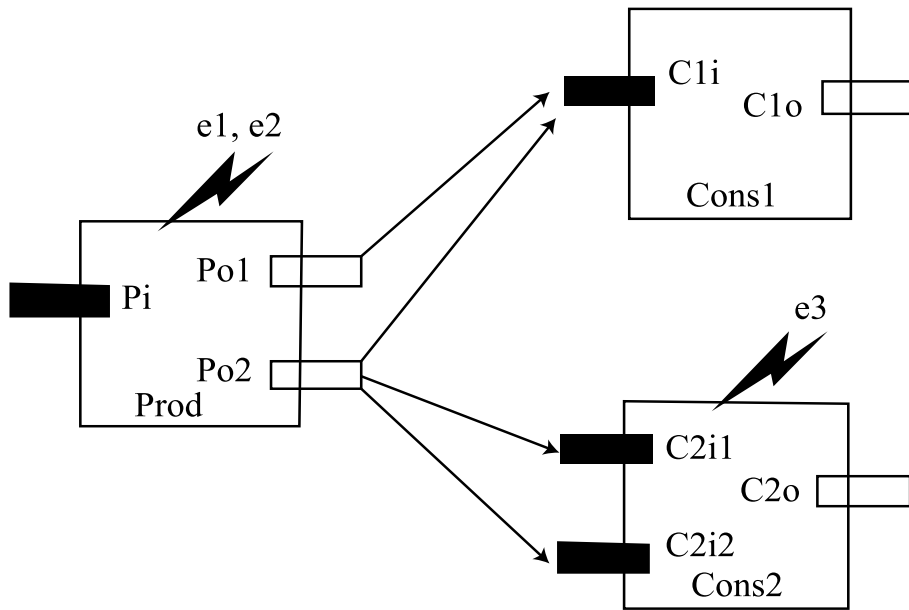 e1, e2
Po1
Pi
Po2
Prod
C1i
C1o
Cons1
e3
C2i1
C2o
C2i2
Cons2